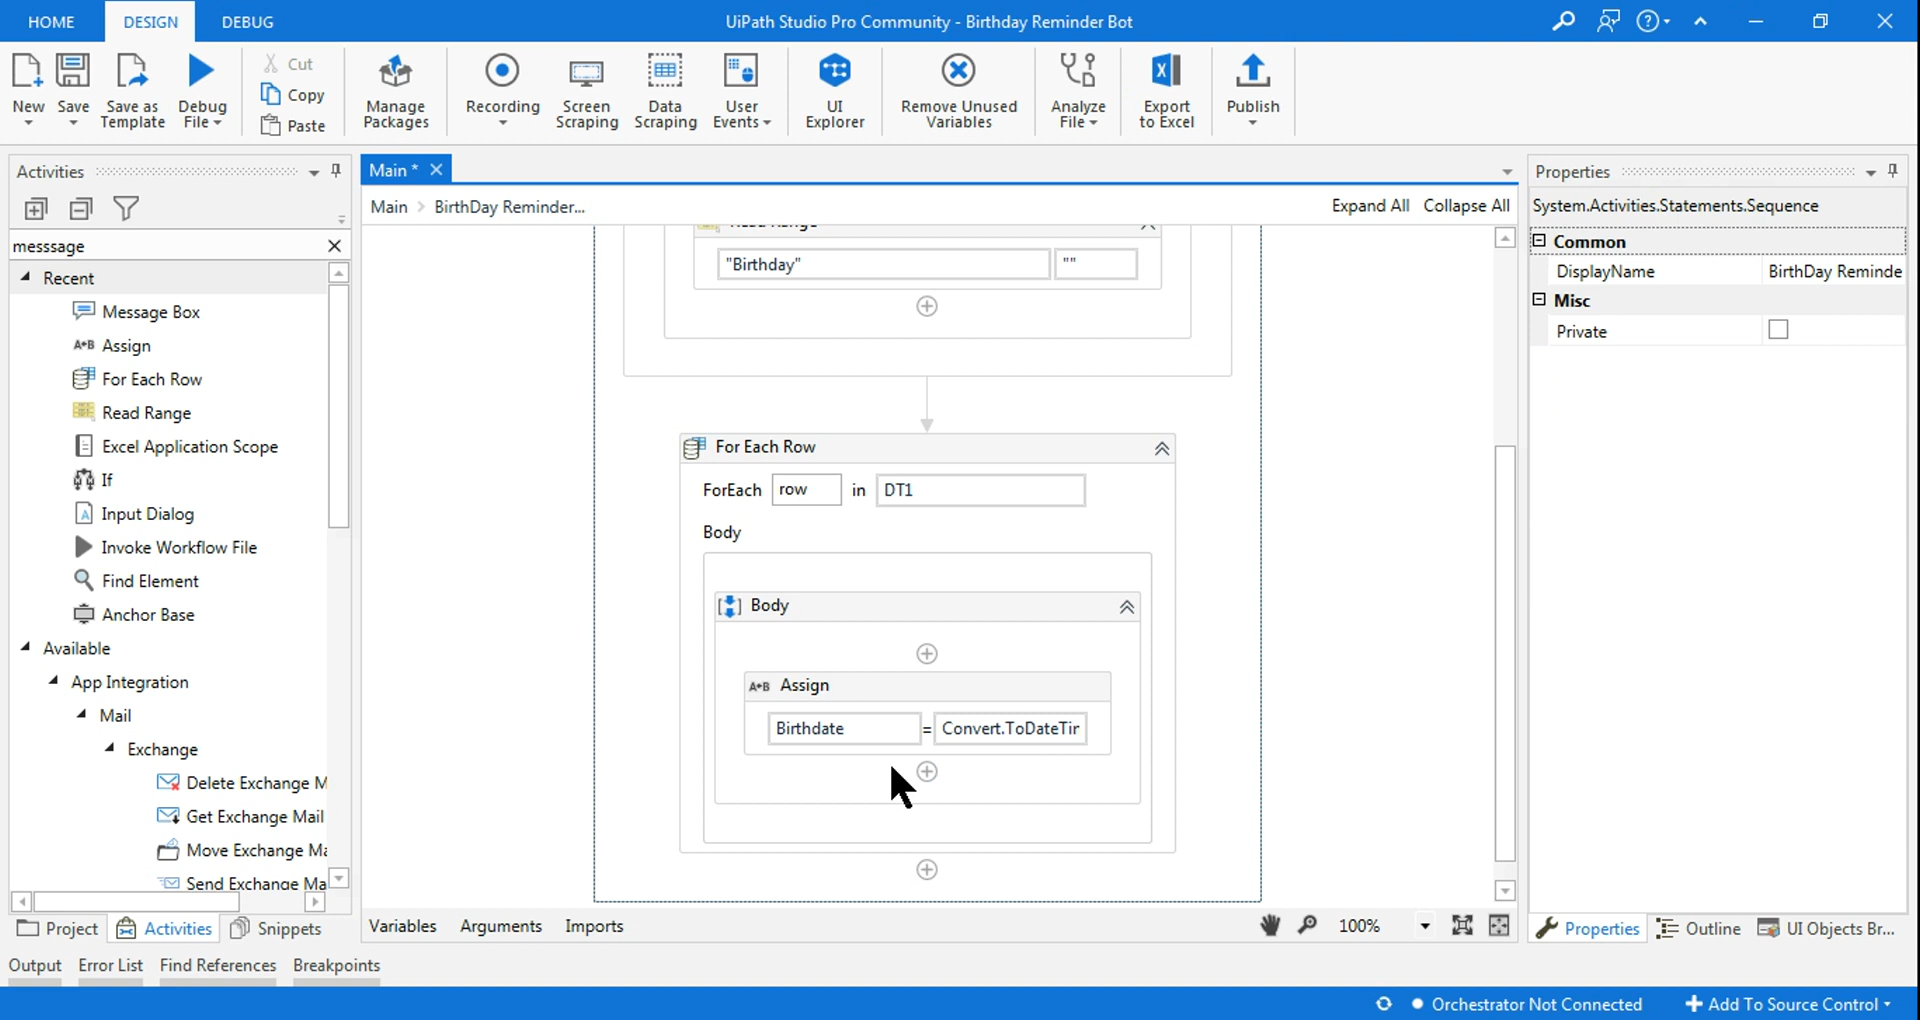 HOME DESIGN DEBUG UiPath Studio Pro Community - Birthday Reminder Bot
New Save Save as Template Debug File
Cut
Copy
Paste
Manage Packages
Recording
Screen Scraping
Data Scraping
User Events
UI Explorer
Remove Unused Variables
Analyze File
Export to Excel
Publish
Activities
messsage
Recent
Message Box
A+B Assign
For Each Row
Read Range
Excel Application Scope
If
Input Dialog
Invoke Workflow File
Find Element
Anchor Base
Available
App Integration
Mail
Exchange
Delete Exchange M
Get Exchange Mail
Move Exchange Ma
Send Exchange Ma
Project Activities Snippets
Main *
Main > BirthDay Reminder... Expand All Collapse All
Read Range
"Birthday" ""
For Each Row
ForEach row in DT1
Body
Body
A+B Assign
Birthdate = Convert.ToDateTir
Variables Arguments Imports 100%
Properties
System.Activities.Statements.Sequence
Common
DisplayName BirthDay Reminde
Misc
Private
Properties Outline UI Objects Br...
Output Error List Find References Breakpoints
Orchestrator Not Connected Add To Source Control